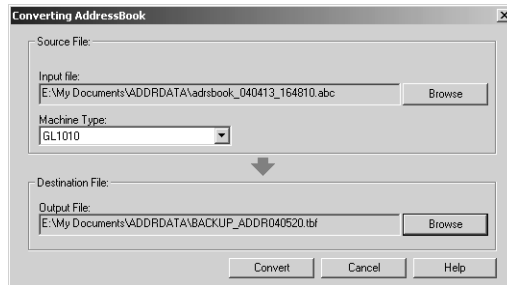 Converting AddressBook
Source File:
Input file:
E:\My Documents\ADDRDATA\adrsbook_040413_164810.abc
Browse
Machine Type:
GL1010
Destination File:
Output File:
E:\My Documents\ADDRDATA\BACKUP_ADDR040520.tbf
Browse
Convert Cancel Help